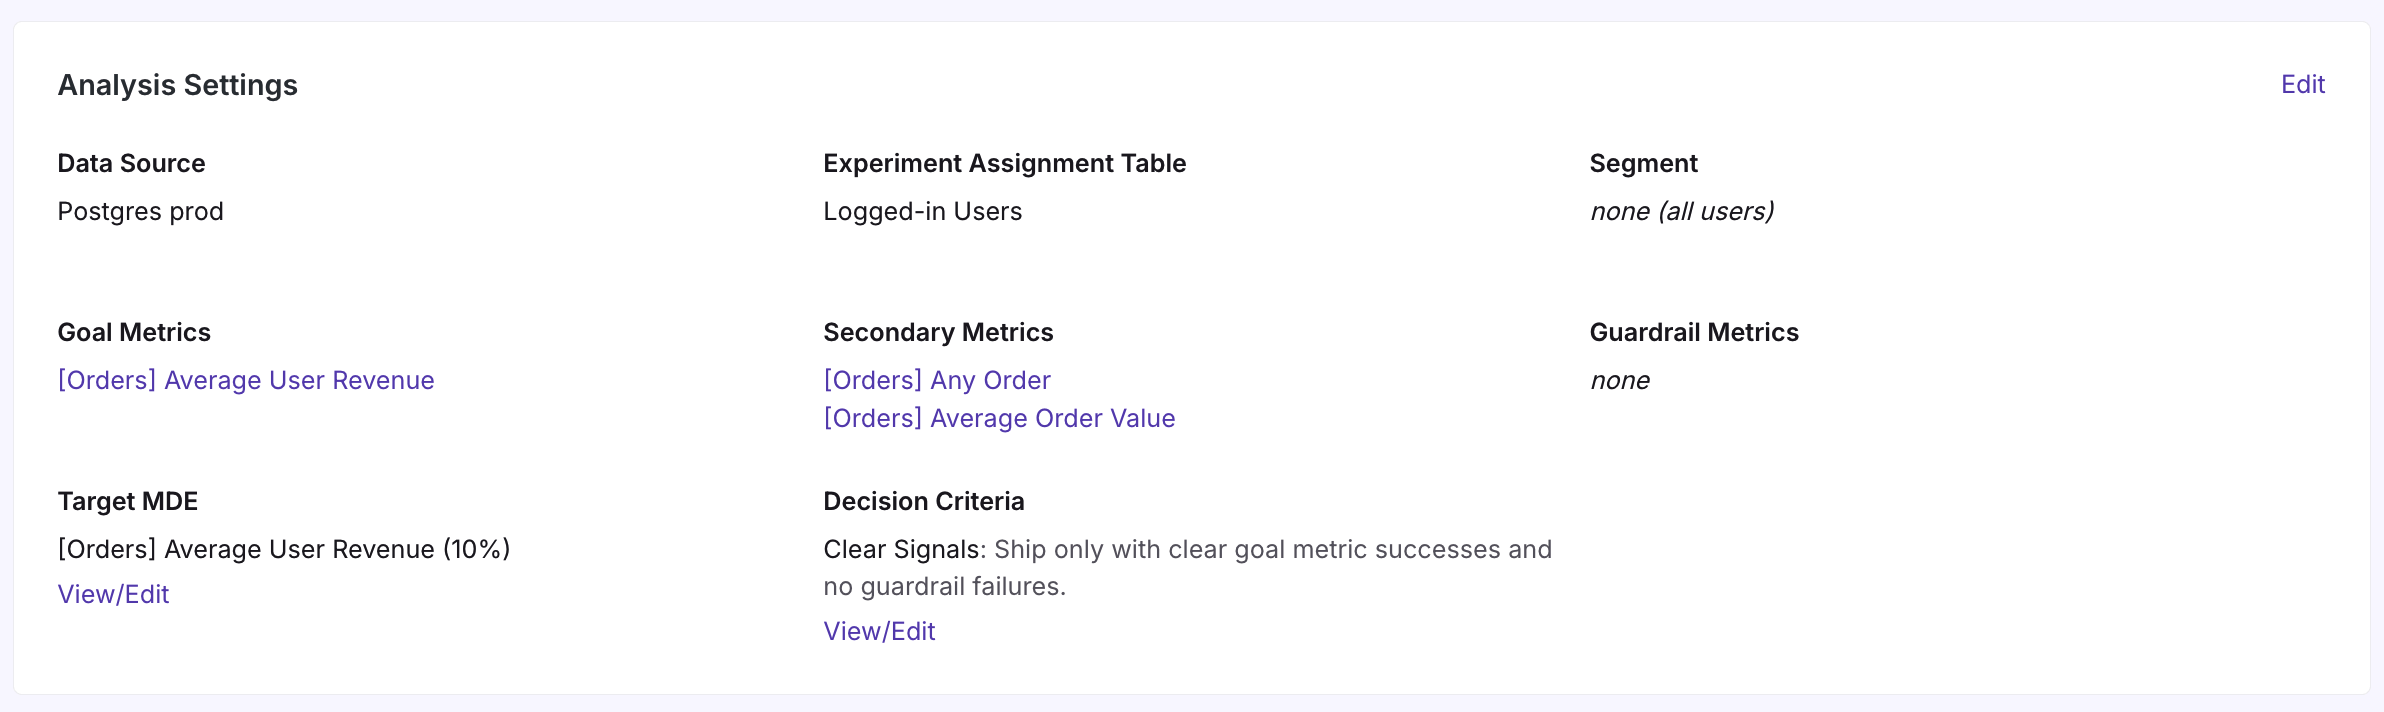 Analysis Settings
Edit
Data Source
Postgres prod
Experiment Assignment Table
Logged-in Users
Segment
none (all users)
Goal Metrics
[Orders] Average User Revenue
Secondary Metrics
[Orders] Any Order
[Orders] Average Order Value
Guardrail Metrics
none
Target MDE
[Orders] Average User Revenue (10%)
View/Edit
Decision Criteria
Clear Signals: Ship only with clear goal metric successes and
no guardrail failures.
View/Edit